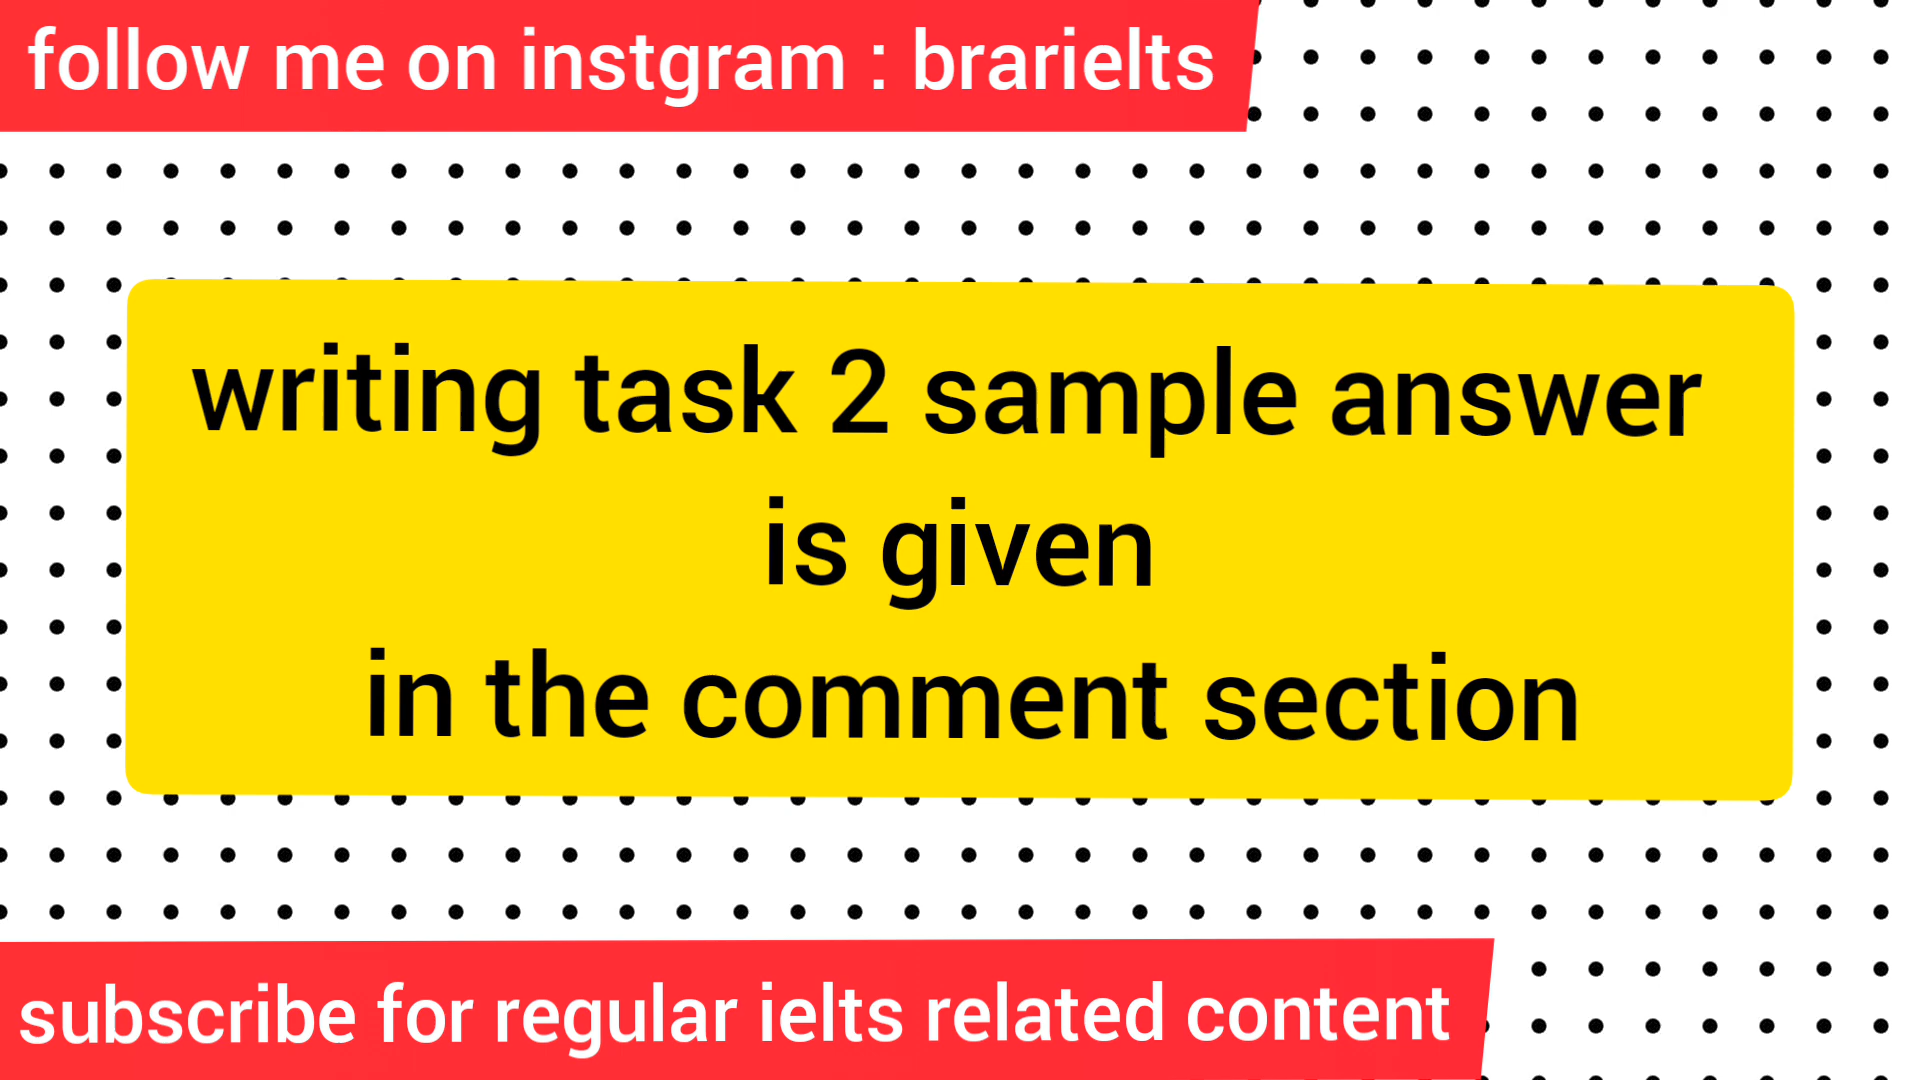 follow me on instgram : brarielts
writing task 2 sample answer
is given
in the comment section
subscribe for regular ielts related content